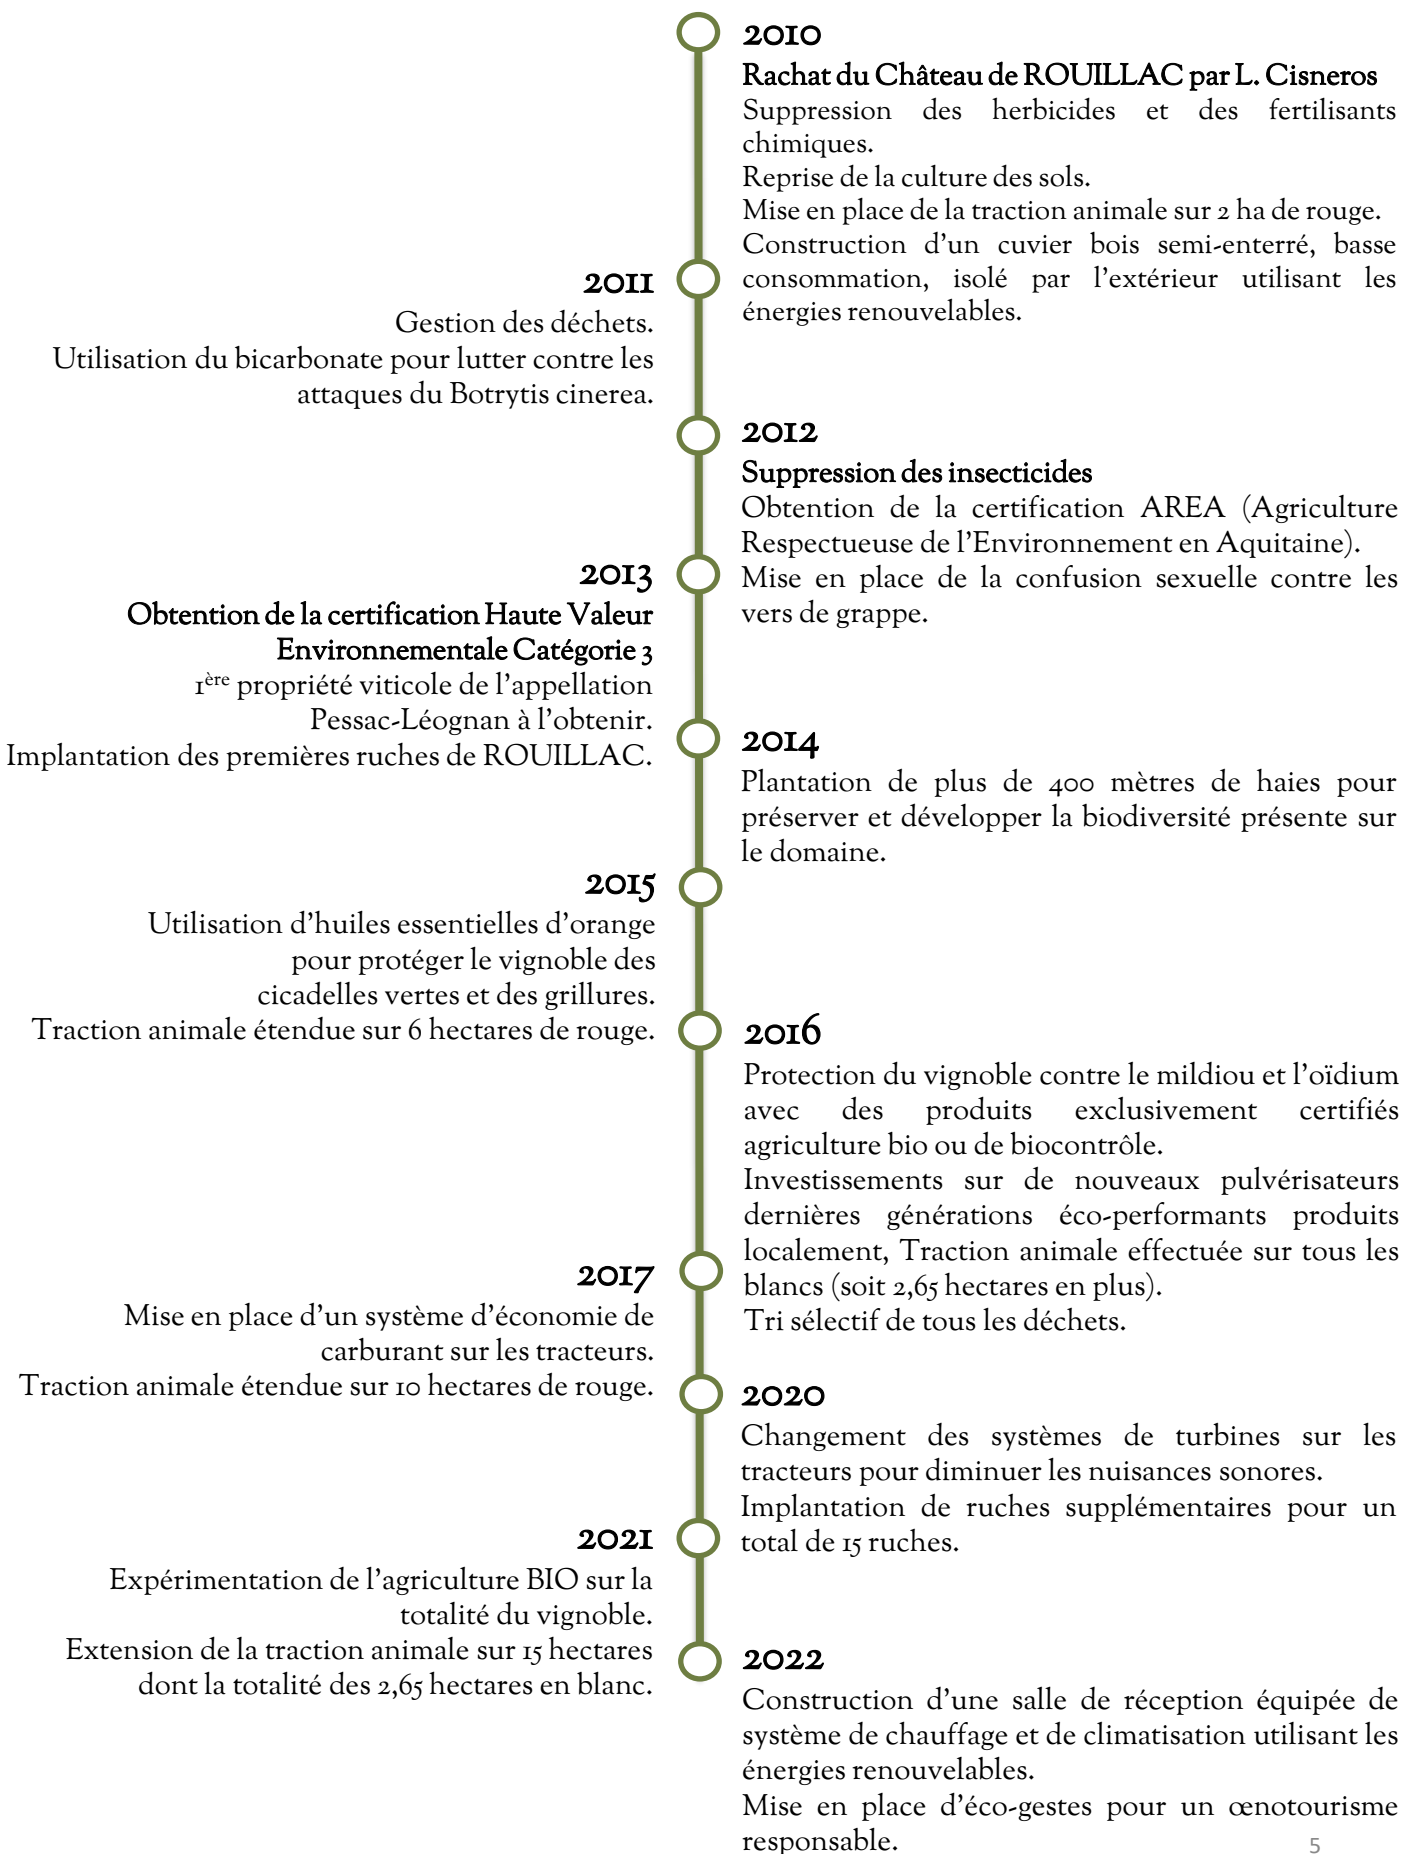 2010
Rachat du Château de ROUILLAC par L. Cisneros
Suppression des herbicides et des fertilisants
chimiques.
Reprise de la culture des sols.
Mise en place de la traction animale sur 2 ha de rouge.
Construction d'un cuvier bois semi-enterré, basse
consommation, isolé par l'extérieur utilisant les
énergies renouvelables.
2011
Gestion des déchets.
Utilisation du bicarbonate pour lutter contre les
attaques du Botrytis cinerea.
2012
Suppression des insecticides
Obtention de la certification AREA (Agriculture
Respectueuse de l'Environnement en Aquitaine).
Mise en place de la confusion sexuelle contre les
vers de grappe.
2013
Obtention de la certification Haute Valeur
Environnementale Catégorie 3
1ère propriété viticole de l'appellation
Pessac-Léognan à l'obtenir.
Implantation des premières ruches de ROUILLAC.
2014
Plantation de plus de 400 mètres de haies pour
préserver et développer la biodiversité présente sur
le domaine.
2015
Utilisation d'huiles essentielles d'orange
pour protéger le vignoble des
cicadelles vertes et des grillures.
Traction animale étendue sur 6 hectares de rouge.
2016
Protection du vignoble contre le mildiou et l'oïdium
avec des produits exclusivement certifiés
agriculture bio ou de biocontrôle.
Investissements sur de nouveaux pulvérisateurs
dernières générations éco-performants produits
localement, Traction animale effectuée sur tous les
blancs (soit 2,65 hectares en plus).
Tri sélectif de tous les déchets.
2017
Mise en place d'un système d'économie de
carburant sur les tracteurs.
Traction animale étendue sur 10 hectares de rouge.
2020
Changement des systèmes de turbines sur les
tracteurs pour diminuer les nuisances sonores.
Implantation de ruches supplémentaires pour un
total de 15 ruches.
2021
Expérimentation de l'agriculture BIO sur la
totalité du vignoble.
Extension de la traction animale sur 15 hectares
dont la totalité des 2,65 hectares en blanc.
2022
Construction d'une salle de réception équipée de
système de chauffage et de climatisation utilisant les
énergies renouvelables.
Mise en place d'éco-gestes pour un œnotourisme
responsable.
5